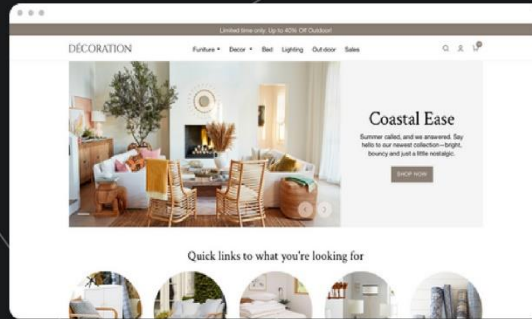 Limited time only: Up to 40% Off Outdoor!
DÉCORATION
Furniture Decor Bed Lighting Outdoor Sales
Coastal Ease
Summer called, and we answered. Say
hello to our newest collection—bright,
bouncy and just a little nostalgic.
SHOP NOW
Quick links to what you're looking for